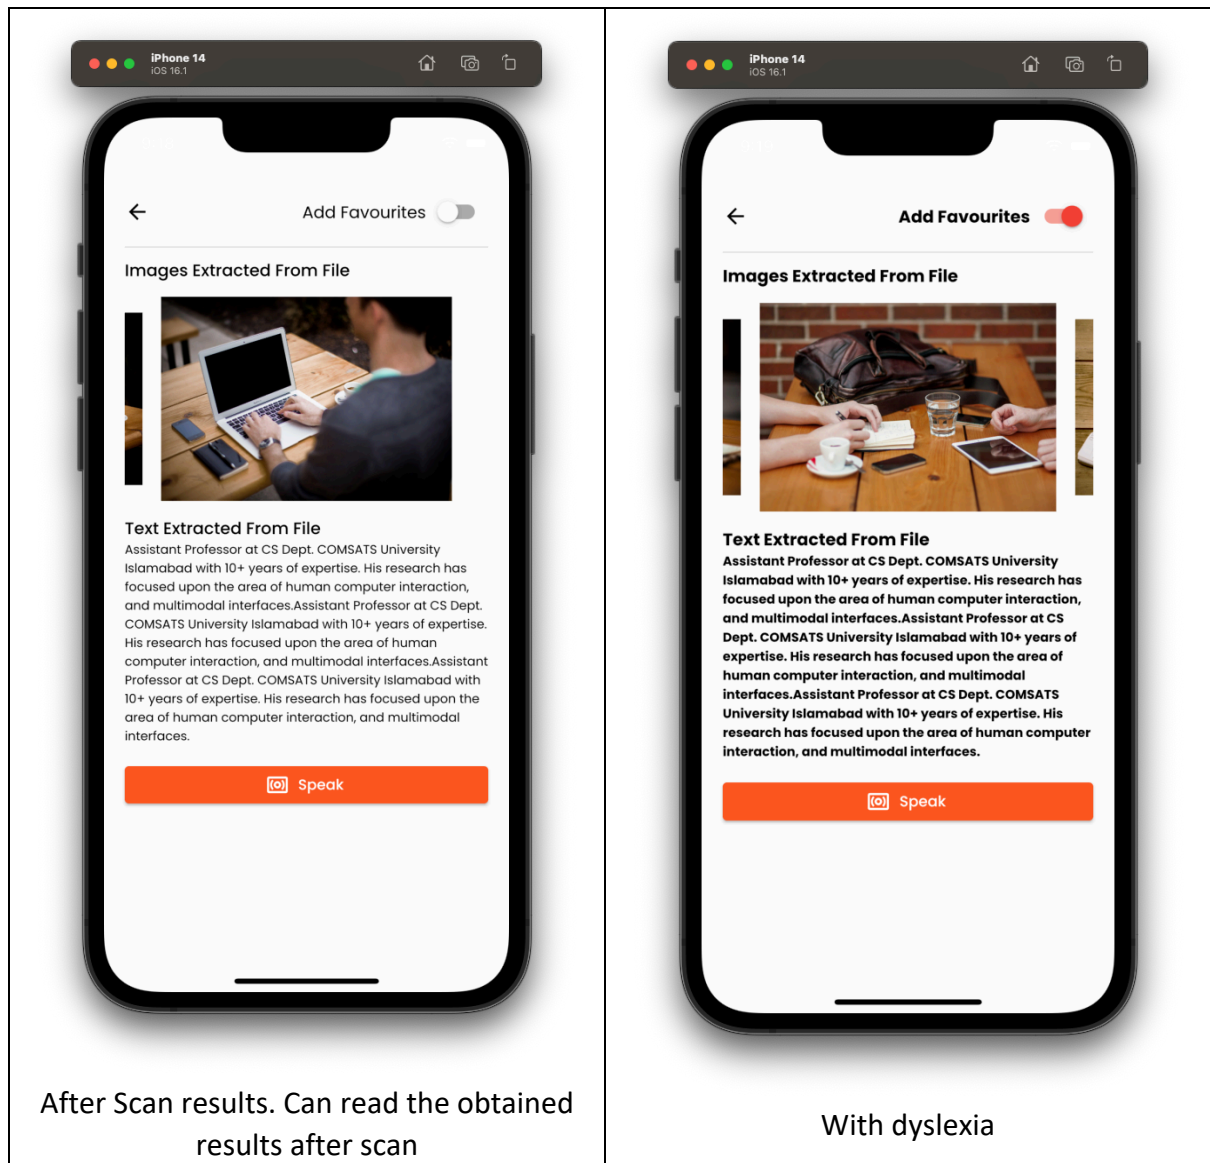 iPhone 14
iOS 16.1
Add Favourites
Images Extracted From File
Text Extracted From File
Assistant Professor at CS Dept. COMSATS University
Islamabad with 10+ years of expertise. His research has
focused upon the area of human computer interaction,
and multimodal interfaces.Assistant Professor at CS Dept.
COMSATS University Islamabad with 10+ years of expertise.
His research has focused upon the area of human
computer interaction, and multimodal interfaces.Assistant
Professor at CS Dept. COMSATS University Islamabad with
10+ years of expertise. His research has focused upon the
area of human computer interaction, and multimodal
interfaces.
Speak
After Scan results. Can read the obtained
results after scan
iPhone 14
iOS 16.1
Add Favourites
Images Extracted From File
Text Extracted From File
Assistant Professor at CS Dept. COMSATS University
Islamabad with 10+ years of expertise. His research has
focused upon the area of human computer interaction,
and multimodal interfaces.Assistant Professor at CS
Dept. COMSATS University Islamabad with 10+ years of
expertise. His research has focused upon the area of
human computer interaction, and multimodal
interfaces.Assistant Professor at CS Dept. COMSATS
University Islamabad with 10+ years of expertise. His
research has focused upon the area of human computer
interaction, and multimodal interfaces.
Speak
With dyslexia